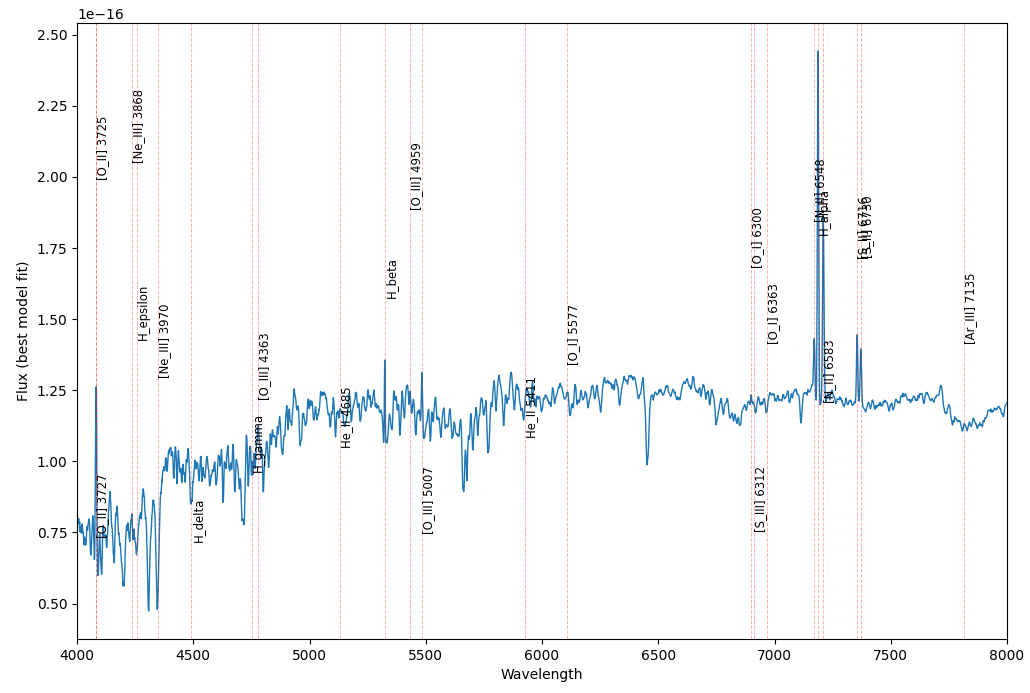 1e−16
2.50
2.25
2.00
1.75
1.50
1.25
1.00
0.75
0.50
Flux (best model fit)
[O_II] 3725
[O_II] 3727
[Ne_III] 3868
H_epsilon
[Ne_III] 3970
H_delta
H_gamma
[O_III] 4363
He_II 4685
H_beta
[O_III] 4959
[O_III] 5007
He_II 5411
[O_I] 5577
[O_I] 6300
[S_III] 6312
[O_I] 6363
[N_II] 6548
H_alpha
[N_II] 6583
[S_II] 6716
[S_II] 6730
[Ar_III] 7135
4000
4500
5000
5500
6000
6500
7000
7500
8000
Wavelength